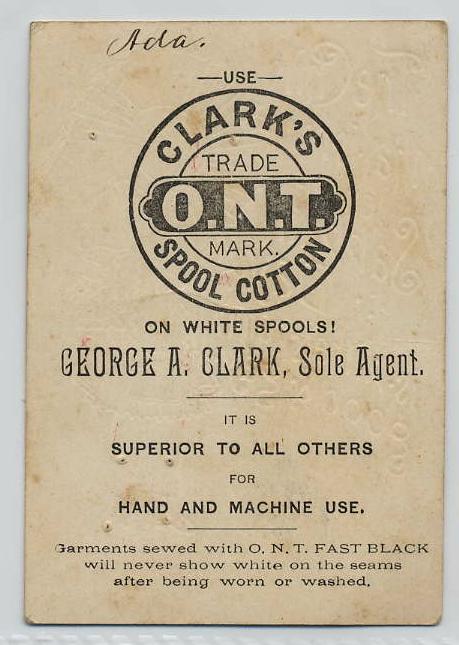 Ada.
—USE—
CLARK'S
TRADE
O.N.T.
MARK.
SPOOL COTTON
ON WHITE SPOOLS!
GEORGE A. CLARK, Sole Agent.
IT IS
SUPERIOR TO ALL OTHERS
FOR
HAND AND MACHINE USE.
Garments sewed with O. N. T. FAST BLACK
will never show white on the seams
after being worn or washed.